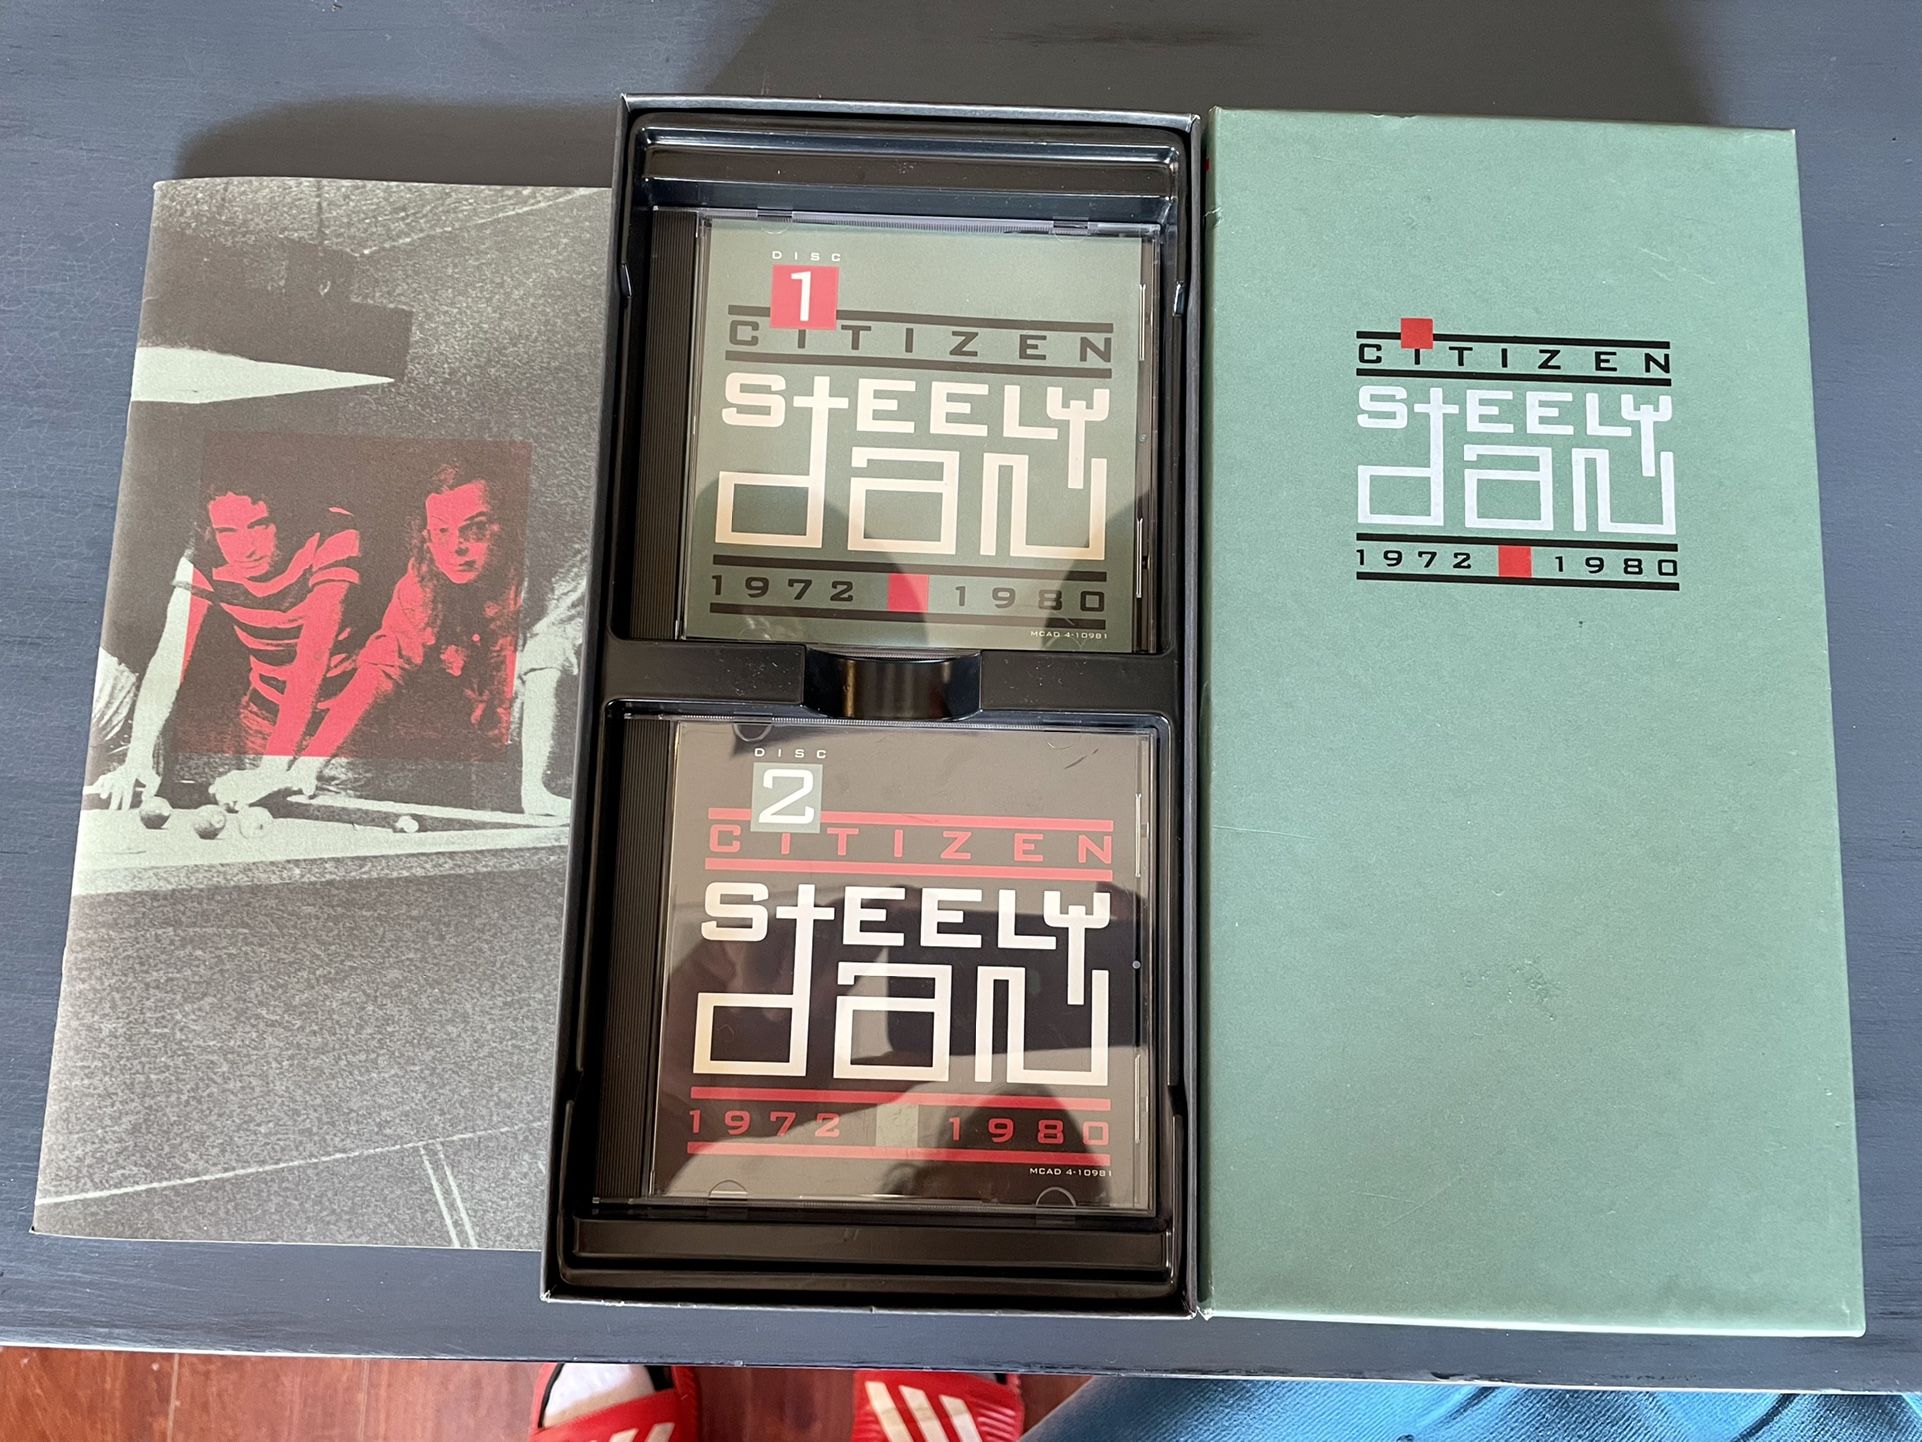 DISC
1
CITIZEN
STEELY
dan
1972 1980
MCAD 4-10981
DISC
2
CITIZEN
STEELY
dan
1972 1980
MCAD 4-10981
CITIZEN
STEELY
dan
1972 1980